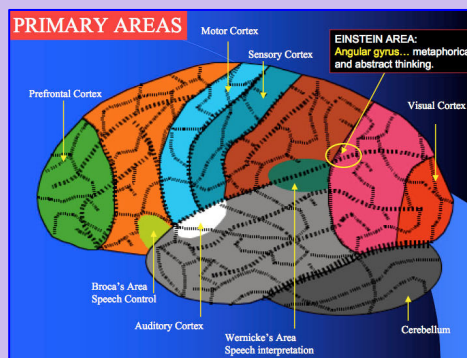 PRIMARY AREAS
Motor Cortex
Sensory Cortex
EINSTEIN AREA:
Angular gyrus... metaphorica
and abstract thinking.
Prefrontal Cortex
Visual Cortex
Broca's Area
Speech Control
Auditory Cortex
Wernicke's Area
Speech interpretation
Cerebellum